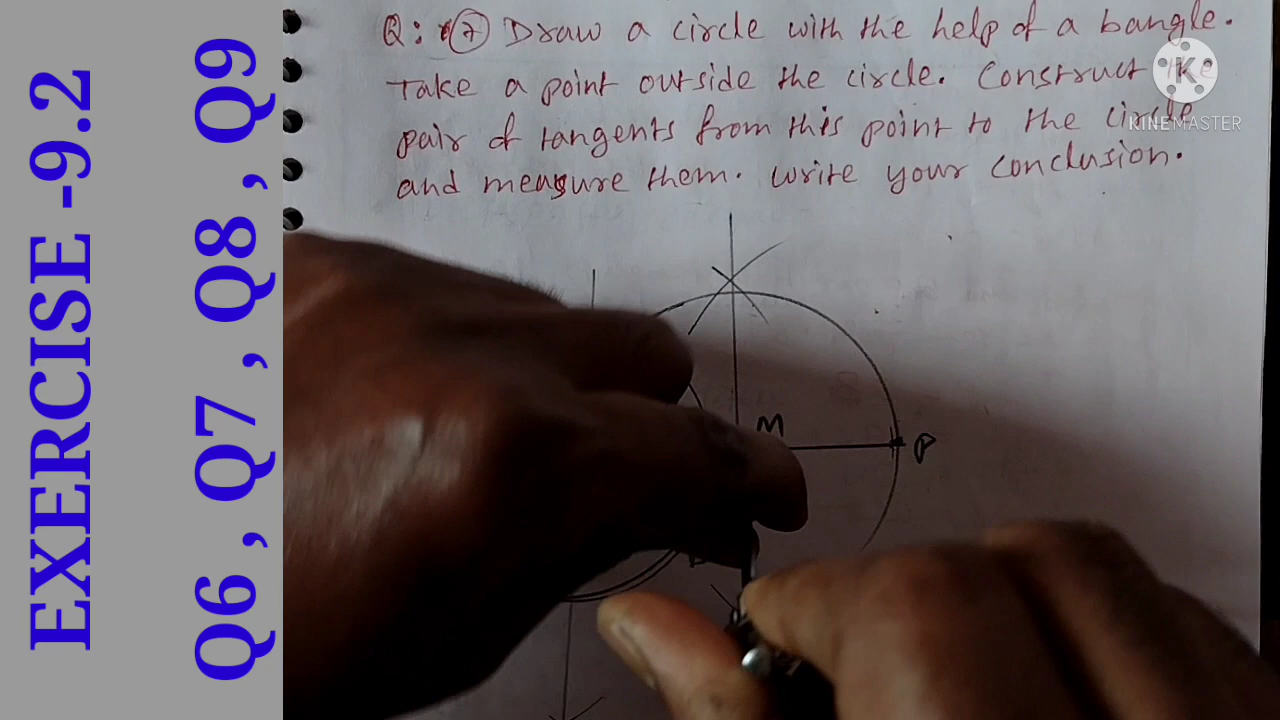 EXERCISE -9.2
Q6 , Q7 , Q8 , Q9
Q: (7) Draw a circle with the help of a bangle.
Take a point outside the circle. Construct the
pair of tangents from this point to the circle
and measure them. Write your conclusion.
K
KINEMASTER
M
P